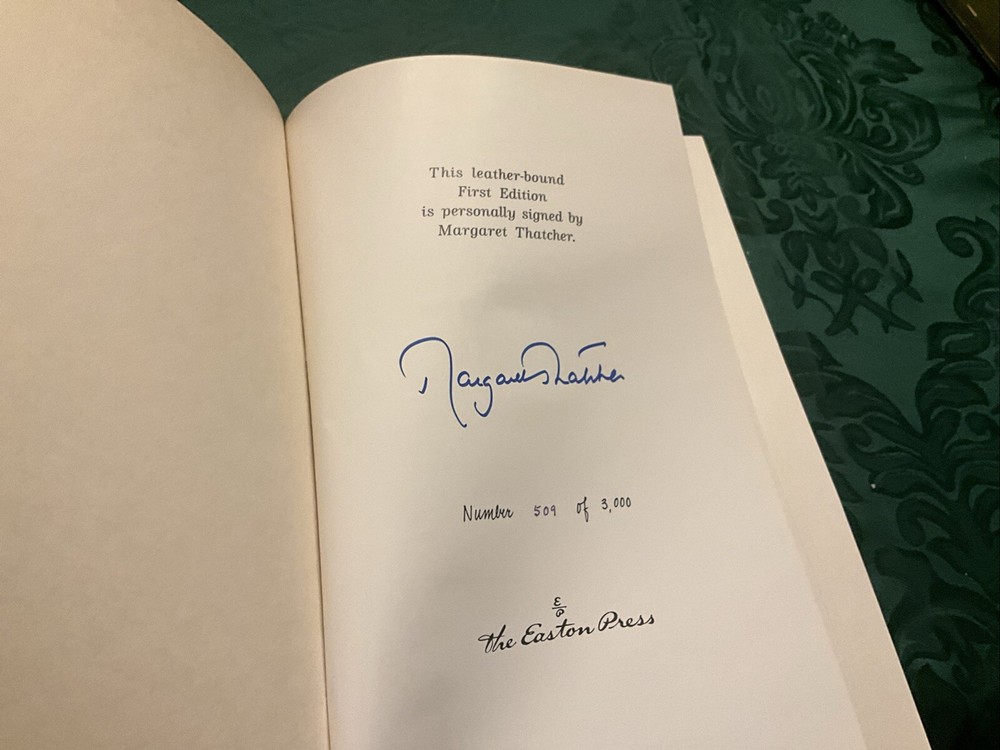 This leather-bound
First Edition
is personally signed by
Margaret Thatcher.
Margaret Thatcher
Number 509 of 3,000
E
P
the Easton Press